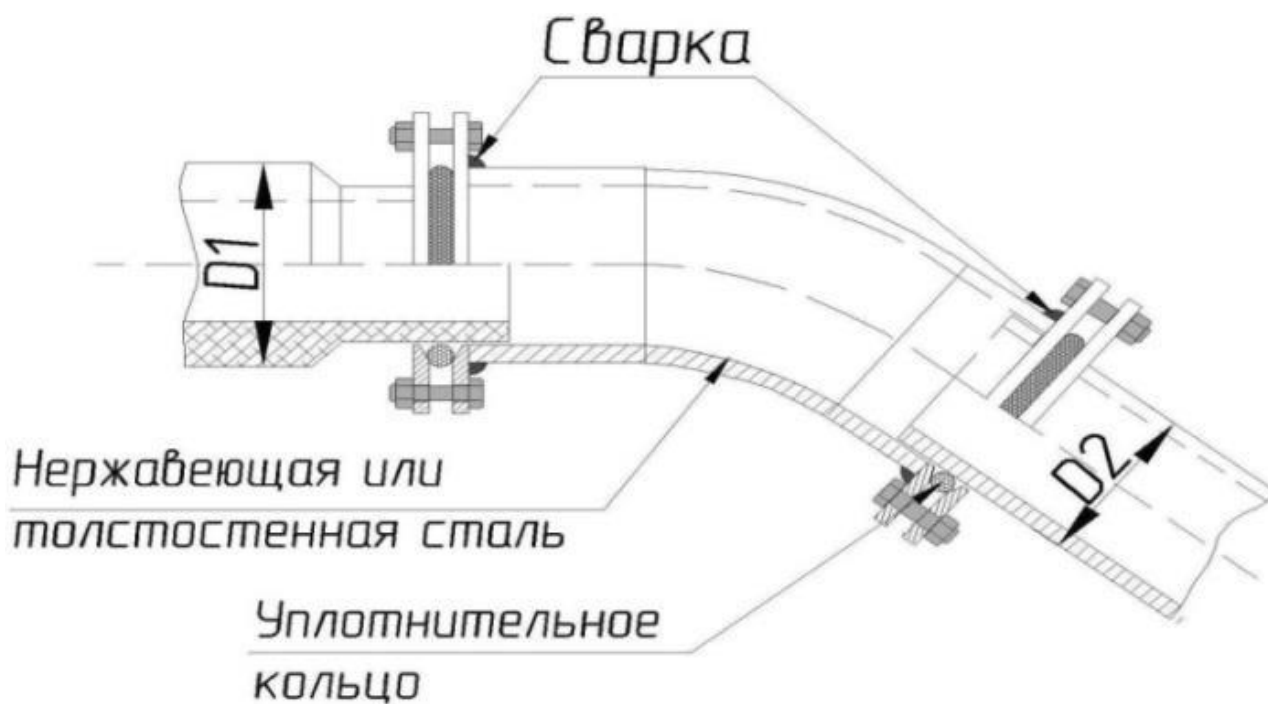 Сварка
D1
D2
Нержавеющая или
толстостенная сталь
Уплотнительное
кольцо